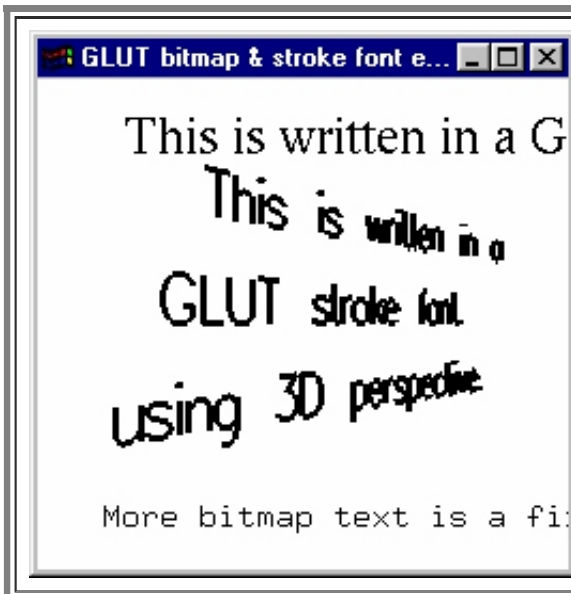 GLUT bitmap & stroke font e...
This is written in a G
This is written in a
GLUT stroke font.
using 3D perspective.
More bitmap text is a fi